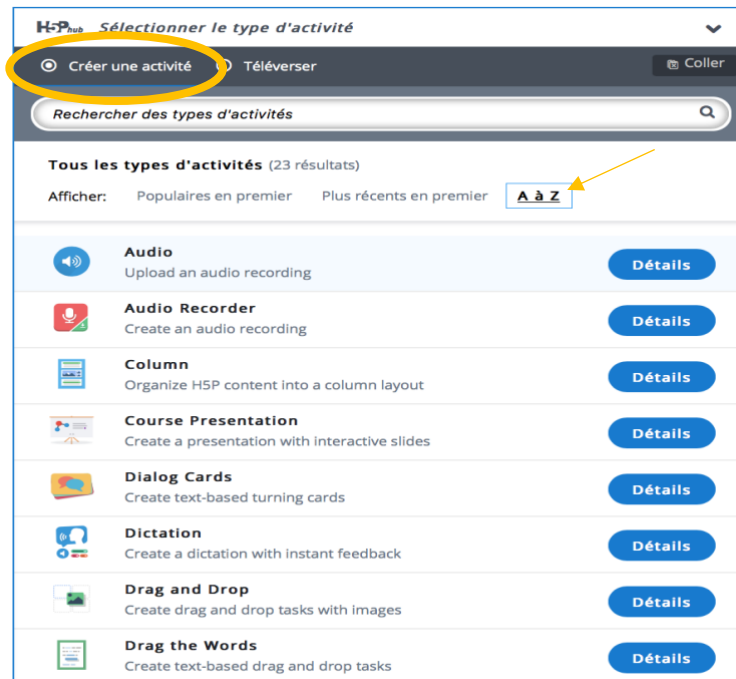 H5Phub Sélectionner le type d'activité
Créer une activité Téléverser Coller
Rechercher des types d'activités
Tous les types d'activités (23 résultats)
Afficher: Populaires en premier Plus récents en premier A à Z
Audio
Upload an audio recording
Détails
Audio Recorder
Create an audio recording
Détails
Column
Organize H5P content into a column layout
Détails
Course Presentation
Create a presentation with interactive slides
Détails
Dialog Cards
Create text-based turning cards
Détails
Dictation
Create a dictation with instant feedback
Détails
Drag and Drop
Create drag and drop tasks with images
Détails
Drag the Words
Create text-based drag and drop tasks
Détails